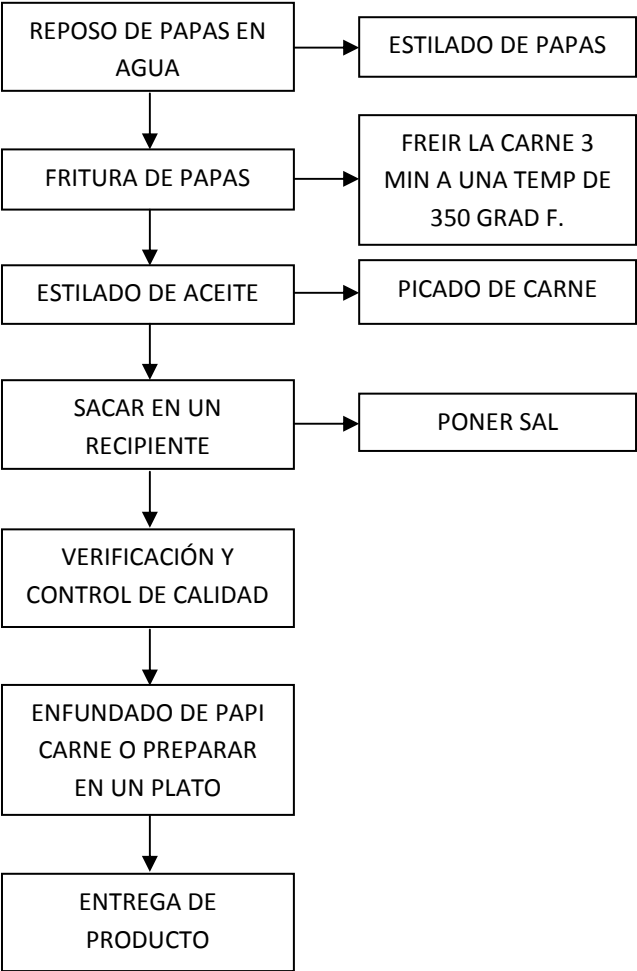 REPOSO DE PAPAS EN
AGUA
ESTILADO DE PAPAS
FRITURA DE PAPAS
FREIR LA CARNE 3
MIN A UNA TEMP DE
350 GRAD F.
ESTILADO DE ACEITE
PICADO DE CARNE
SACAR EN UN
RECIPIENTE
PONER SAL
VERIFICACIÓN Y
CONTROL DE CALIDAD
ENFUNDADO DE PAPI
CARNE O PREPARAR
EN UN PLATO
ENTREGA DE
PRODUCTO